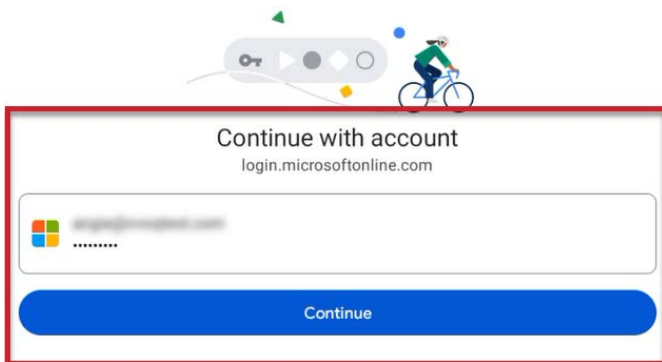 Continue with account
login.microsoftonline.com
•••••••••
Continue